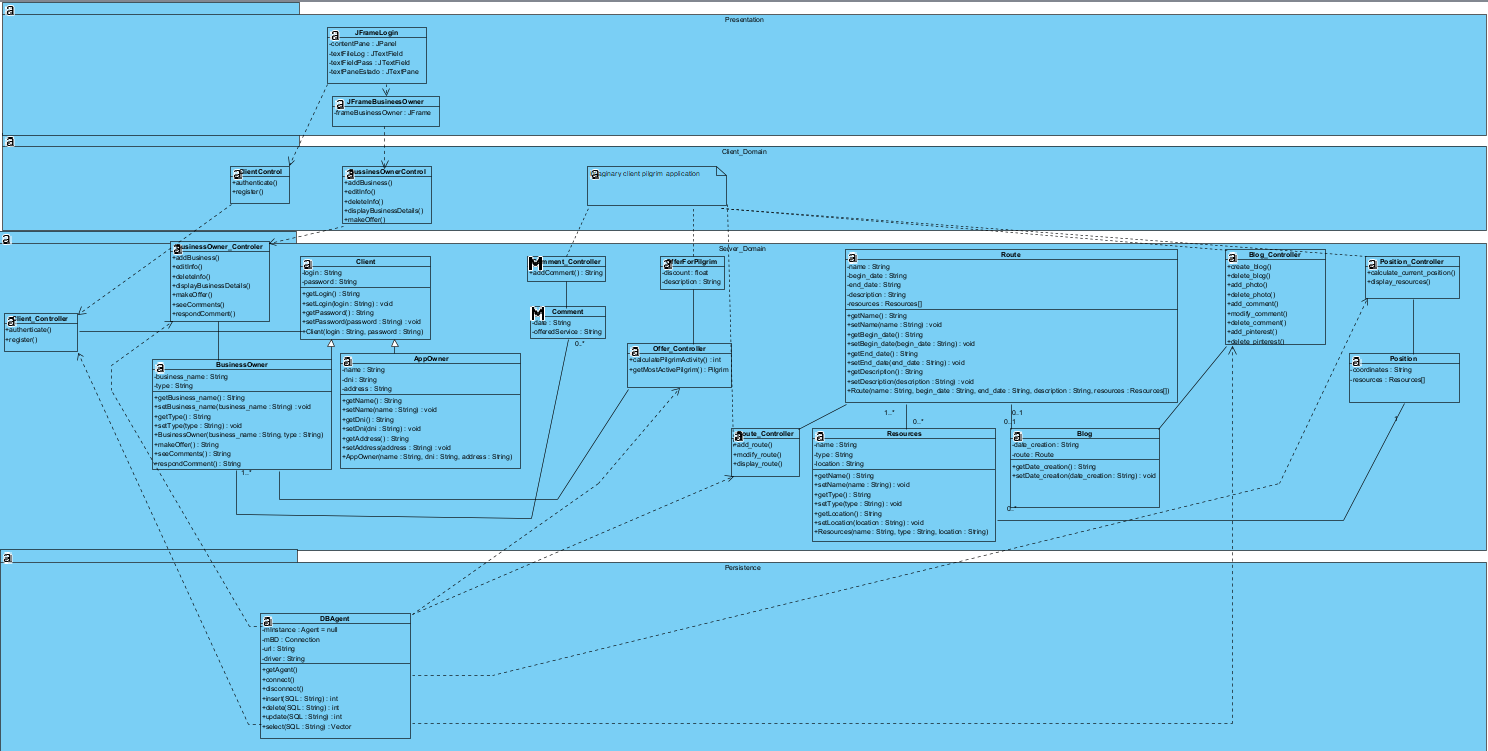 a
Presentation
a JFrameLogin
-contentPane : JPanel
-textFileLog : JTextField
-textFieldPass : JTextField
-textPaneEstado : JTextPane
a JFrameBusinessOwner
-frameBusinessOwner : JFrame
a
Client_Domain
a ClientControl
+authenticate()
+register()
a BussinesOwnerControl
+addBusiness()
+editInfo()
+deleteInfo()
+displayBusinessDetails()
+makeOffer()
a client pilgrim application
a
Server_Domain
a BusinessOwner_Controler
+addBusiness()
+editInfo()
+deleteInfo()
+displayBusinessDetails()
+makeOffer()
+seeComments()
+respondComment()
a Client_Controller
+authenticate()
+register()
a Client
-login : String
-password : String
+getLogin() : String
+setLogin(login : String) : void
+getPassword() : String
+setPassword(password : String) : void
+Client(login : String, password : String)
a BusinessOwner
-business_name : String
-type : String
+getBusiness_name() : String
+setBusiness_name(business_name : String) : void
+getType() : String
+setType(type : String) : void
+BusinessOwner(business_name : String, type : String)
+makeOffer() : String
+seeComments() : String
+respondComment() : String
1..*
a AppOwner
-name : String
-dni : String
-address : String
+getName() : String
+setName(name : String) : void
+getDni() : String
+setDni(dni : String) : void
+getAddress() : String
+setAddress(address : String) : void
+AppOwner(name : String, dni : String, address : String)
M Comment_Controller
+addComment() : String
M Comment
-date : String
-offeredService : String
0..*
a OfferForPilgrim
-discount : float
-description : String
a Offer_Controller
+calculatePilgrimActivity() : int
+getMostActivePilgrim() : Pilgrim
a Route
-name : String
-begin_date : String
-end_date : String
-description : String
-resources : Resources[]
+getName() : String
+setName(name : String) : void
+getBegin_date() : String
+setBegin_date(begin_date : String) : void
+getEnd_date() : String
+setEnd_date(end_date : String) : void
+getDescription() : String
+setDescription(description : String) : void
+Route(name : String, begin_date : String, end_date : String, description : String, resources : Resources[])
1..*
0..*
0..1
0..1
a Route_Controller
+add_route()
+modify_route()
+display_route()
a Resources
-name : String
-type : String
-location : String
+getName() : String
+setName(name : String) : void
+getType() : String
+setType(type : String) : void
+getLocation() : String
+setLocation(location : String) : void
+Resources(name : String, type : String, location : String)
a Blog
-date_creation : String
-route : Route
+getDate_creation() : String
+setDate_creation(date_creation : String) : void
0..*
a Blog_Controller
+create_blog()
+delete_blog()
+add_photo()
+delete_photo()
+add_comment()
+modify_comment()
+delete_comment()
+add_pinterest()
+delete_pinterest()
a Position_Controller
+calculate_current_position()
+display_resources()
a Position
-coordinates : String
-resources : Resources[]
1
a
Persistence
a DBAgent
-mInstance : Agent = null
-mBD : Connection
-url : String
-driver : String
+getAgent()
+connect()
+disconnect()
+insert(SQL : String) : int
+delete(SQL : String) : int
+update(SQL : String) : int
+select(SQL : String) : Vector